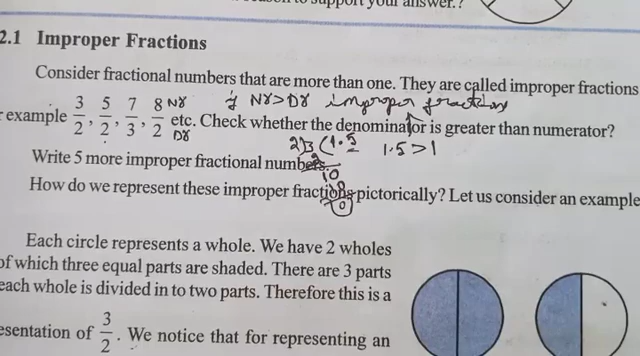 support your answer.?
2.1 Improper Fractions
Consider fractional numbers that are more than one. They are called improper fractions
Nr if Nr>Dr improper fraction
example 3/2, 5/2, 7/3, 8/2 etc. Check whether the denominator is greater than numerator?
Dr 2)3(1.5 1.5>1
Write 5 more improper fractional numbers.
10
How do we represent these improper fractions pictorically? Let us consider an example
0
Each circle represents a whole. We have 2 wholes
of which three equal parts are shaded. There are 3 parts
each whole is divided in to two parts. Therefore this is a
esentation of 3/2. We notice that for representing an